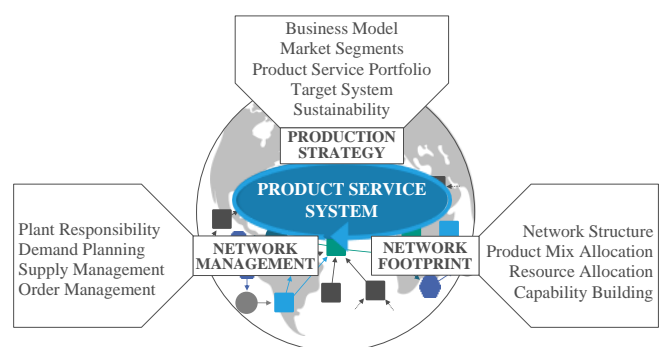 Business Model
Market Segments
Product Service Portfolio
Target System
Sustainability
PRODUCTION
STRATEGY
PRODUCT SERVICE
SYSTEM
Plant Responsibility
Demand Planning
Supply Management
Order Management
NETWORK
MANAGEMENT
NETWORK
FOOTPRINT
Network Structure
Product Mix Allocation
Resource Allocation
Capability Building